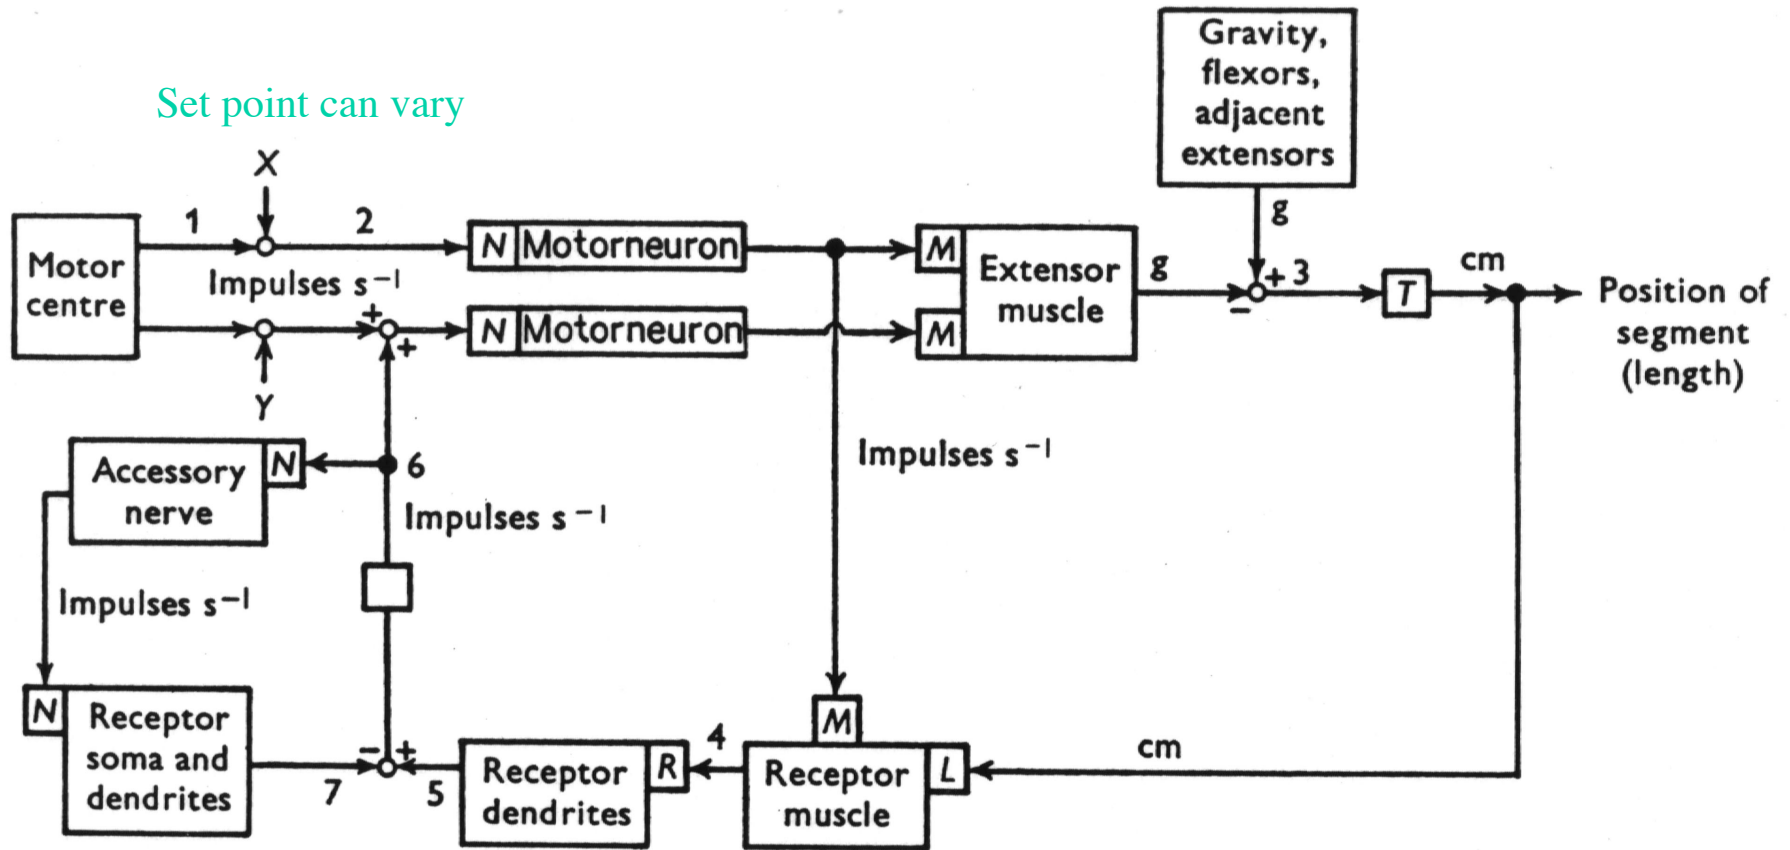 Set point can vary
Gravity,
flexors,
adjacent
extensors
X
g
1
2
Motor
centre
Impulses s⁻¹
N
Motorneuron
M
Extensor
muscle
g
+
3
−
T
cm
Position of
segment
(length)
+
+
N
Motorneuron
M
Y
Accessory
nerve
N
6
Impulses s⁻¹
Impulses s⁻¹
Impulses s⁻¹
N
Receptor
soma and
dendrites
7
−
+
5
Receptor
dendrites
R
4
M
Receptor
muscle
L
cm